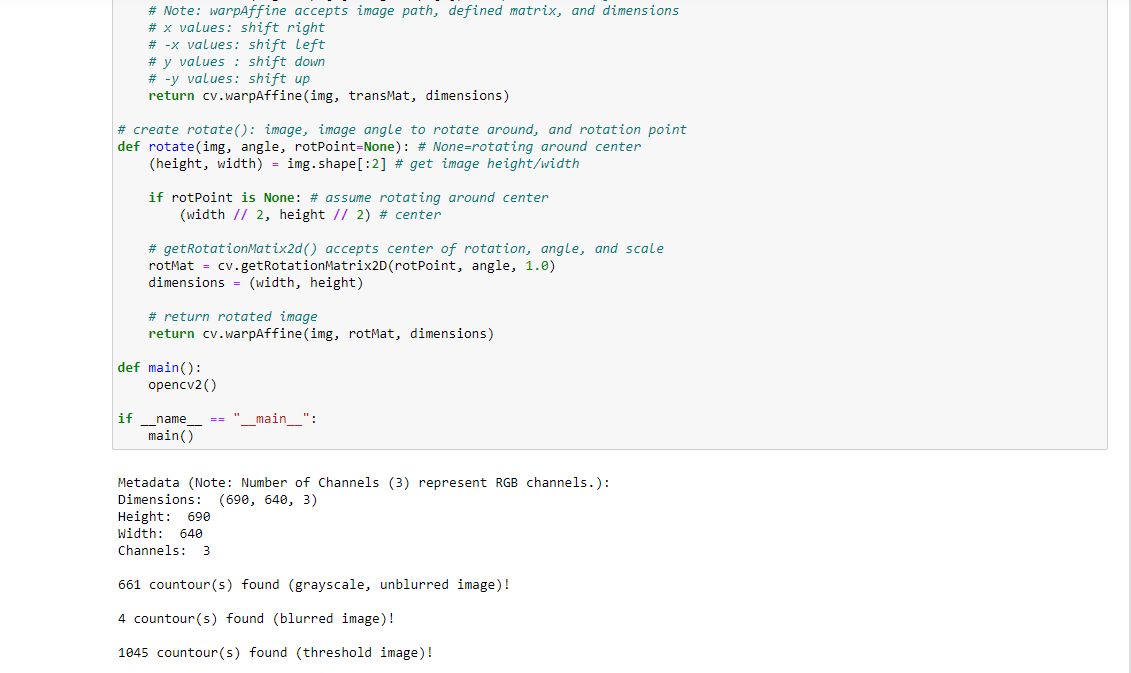 # Note: warpAffine accepts image path, defined matrix, and dimensions
# x values: shift right
# -x values: shift left
# y values : shift down
# -y values: shift up
return cv.warpAffine(img, transMat, dimensions)
# create rotate(): image, image angle to rotate around, and rotation point
def rotate(img, angle, rotPoint=None): # None=rotating around center
(height, width) = img.shape[:2] # get image height/width
if rotPoint is None: # assume rotating around center
(width // 2, height // 2) # center
# getRotationMatix2d() accepts center of rotation, angle, and scale
rotMat = cv.getRotationMatrix2D(rotPoint, angle, 1.0)
dimensions = (width, height)
# return rotated image
return cv.warpAffine(img, rotMat, dimensions)
def main():
opencv2()
if __name__ == "__main__":
main()
Metadata (Note: Number of Channels (3) represent RGB channels.):
Dimensions:  (690, 640, 3)
Height:  690
Width:  640
Channels:  3
661 countour(s) found (grayscale, unblurred image)!
4 countour(s) found (blurred image)!
1045 countour(s) found (threshold image)!